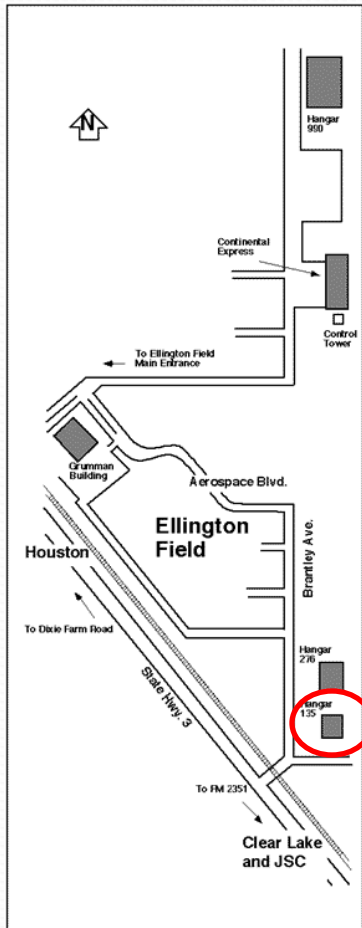 N
Hangar
990
Continental
Express
Control
Tower
To Ellington Field
Main Entrance
Grumman
Building
Aerospace Blvd.
Ellington
Field
Houston
Brantley Ave.
To Dixie Farm Road
State Hwy. 3
Hangar
276
Hangar
135
To FM 2351
Clear Lake
and JSC